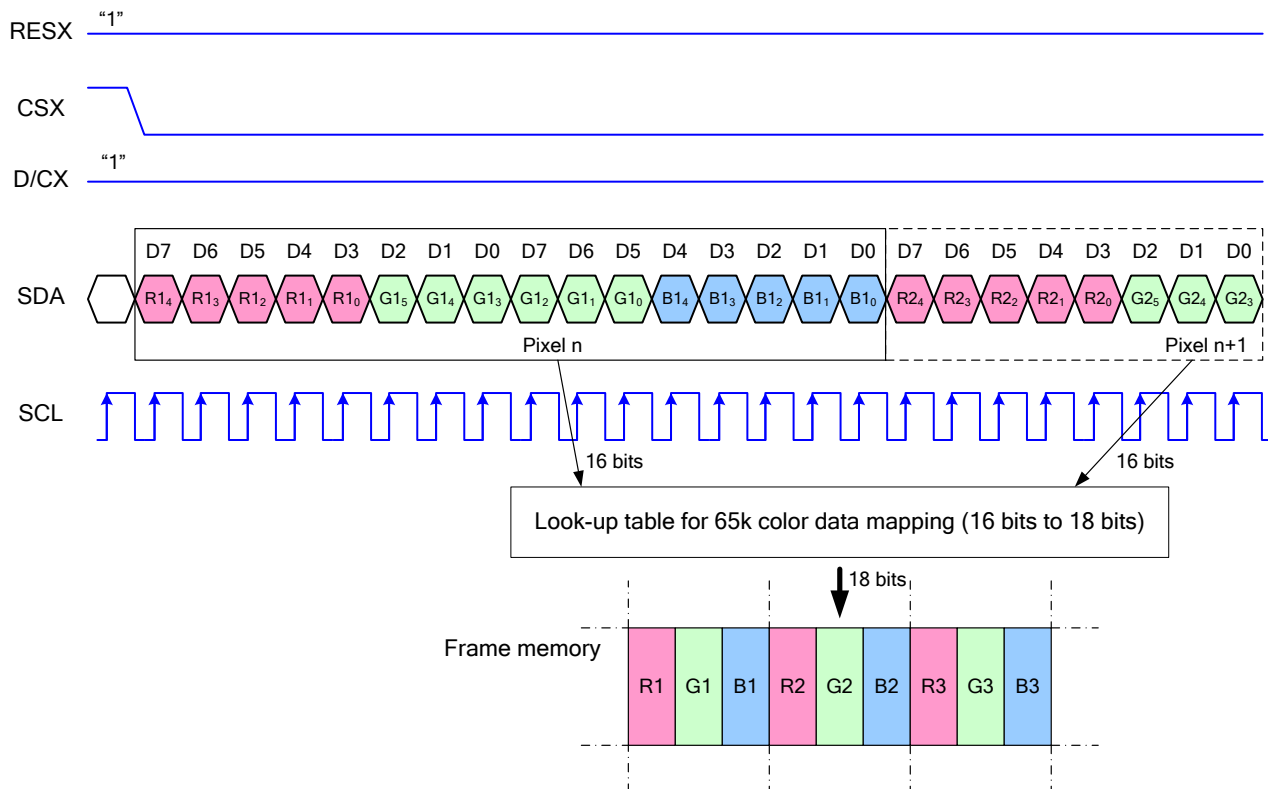 RESX “1”
CSX
D/CX “1”
D7 D6 D5 D4 D3 D2 D1 D0 D7 D6 D5 D4 D3 D2 D1 D0 D7 D6 D5 D4 D3 D2 D1 D0
SDA R1₄ R1₃ R1₂ R1₁ R1₀ G1₅ G1₄ G1₃ G1₂ G1₁ G1₀ B1₄ B1₃ B1₂ B1₁ B1₀ R2₄ R2₃ R2₂ R2₁ R2₀ G2₅ G2₄ G2₃
Pixel n Pixel n+1
SCL
16 bits 16 bits
Look-up table for 65k color data mapping (16 bits to 18 bits)
18 bits
Frame memory
R1 G1 B1 R2 G2 B2 R3 G3 B3